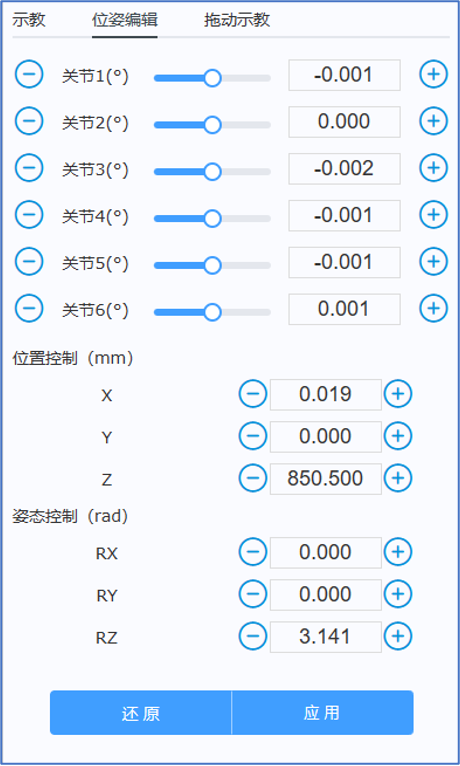 示教 位姿编辑 拖动示教
关节1(°) -0.001
关节2(°) 0.000
关节3(°) -0.002
关节4(°) -0.001
关节5(°) -0.001
关节6(°) 0.001
位置控制（mm）
X 0.019
Y 0.000
Z 850.500
姿态控制（rad）
RX 0.000
RY 0.000
RZ 3.141
还原 应用